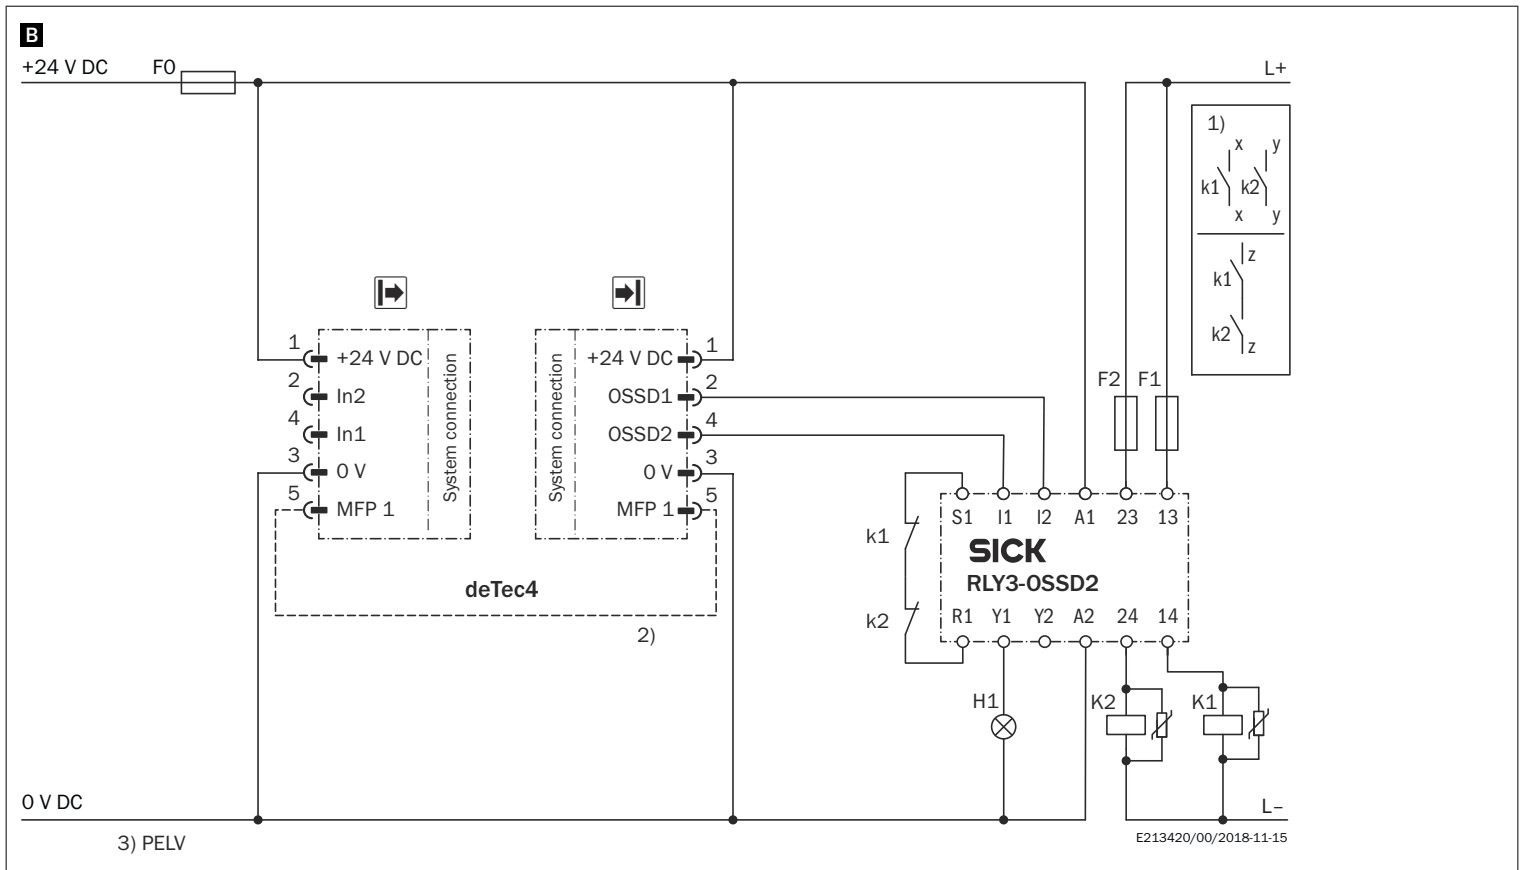 B
+24 V DC
F0
L+
1)
x y
k1 k2
x y
z
k1
k2
z
F2 F1
1 +24 V DC
2 In2
4 In1
3 0 V
5 MFP 1
System connection
System connection
+24 V DC 1
OSSD1 2
OSSD2 4
0 V 3
MFP 1 5
deTec4
2)
k1
k2
S1 I1 I2 A1 23 13
SICK
RLY3-OSSD2
R1 Y1 Y2 A2 24 14
H1
K2
K1
0 V DC
L–
3) PELV
E213420/00/2018-11-15